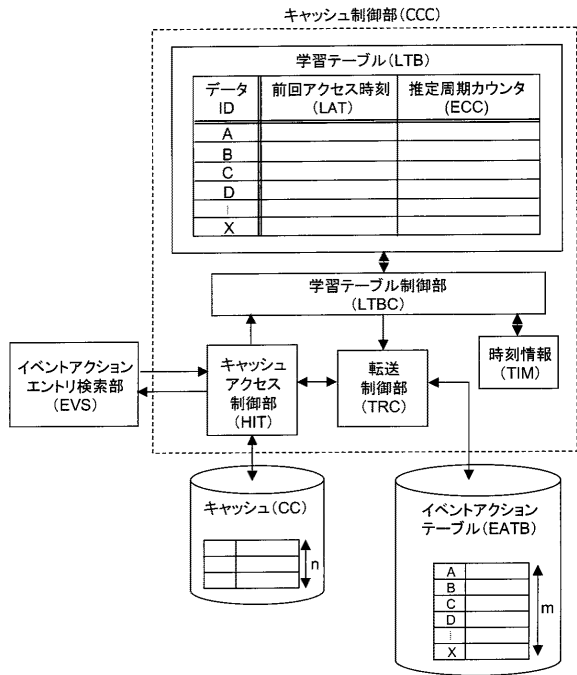 キャッシュ制御部(CCC)
学習テーブル(LTB)
データ
ID
前回アクセス時刻
(LAT)
推定周期カウンタ
(ECC)
A
B
C
D
X
学習テーブル制御部
(LTBC)
イベントアクション
エントリ検索部
(EVS)
キャッシュ
アクセス
制御部
(HIT)
転送
制御部
(TRC)
時刻情報
(TIM)
キャッシュ(CC)
n
イベントアクション
テーブル(EATB)
A
B
C
D
X
m